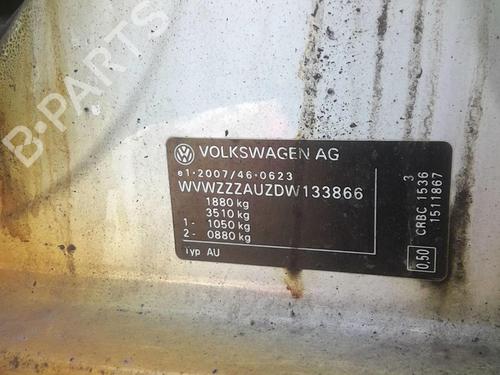 B-PARTS
VOLKSWAGEN AG
e1*2007/46*0623
WVWZZZAUZDW133866
1880 kg
3510 kg
1- 1050 kg
2- 0880 kg
Typ AU
3
CRBC 1536
1511867
0,50